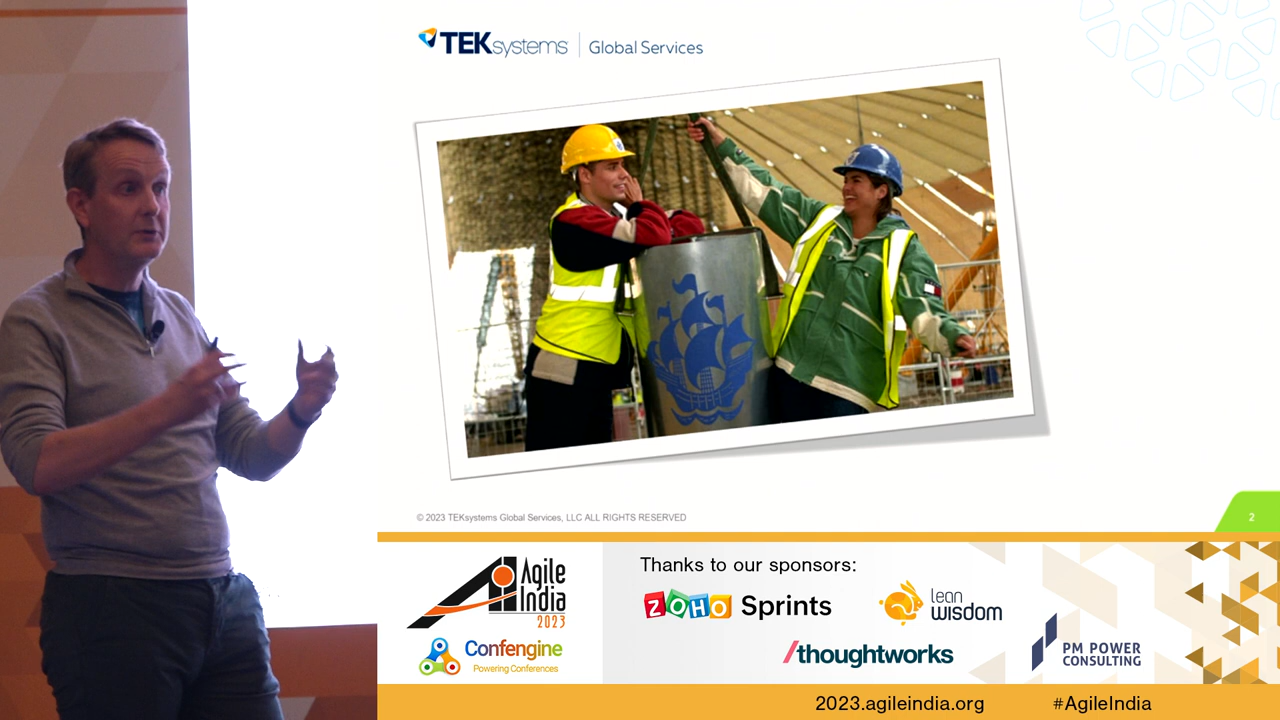 TEKsystems | Global Services
© 2023 TEKsystems Global Services, LLC ALL RIGHTS RESERVED
2
Agile
India
2023
Confengine
Powering Conferences
Thanks to our sponsors:
ZOHO Sprints
lean
wisdom
/thoughtworks
PM POWER
CONSULTING
2023.agileindia.org
#AgileIndia